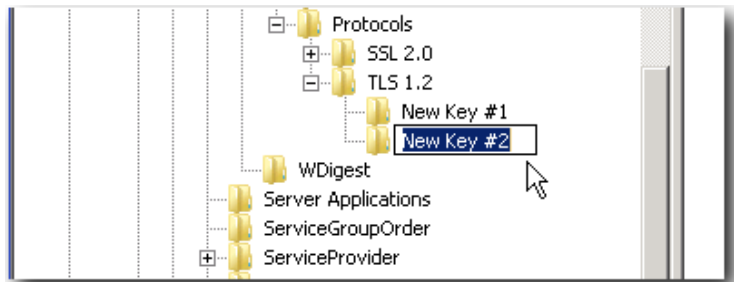 Protocols
SSL 2.0
TLS 1.2
New Key #1
New Key #2
WDigest
Server Applications
ServiceGroupOrder
ServiceProvider